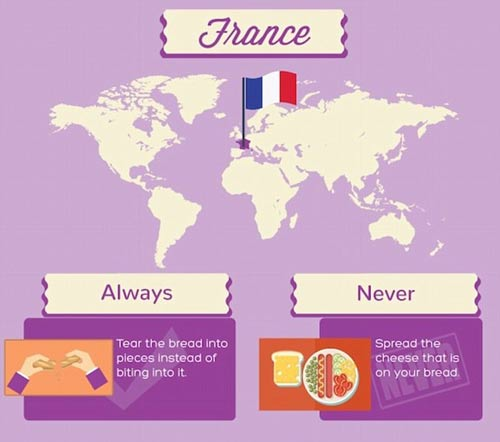 France
Always
Never
Tear the bread into
pieces instead of
biting into it.
Spread the
cheese that is
on your bread.
NEVER